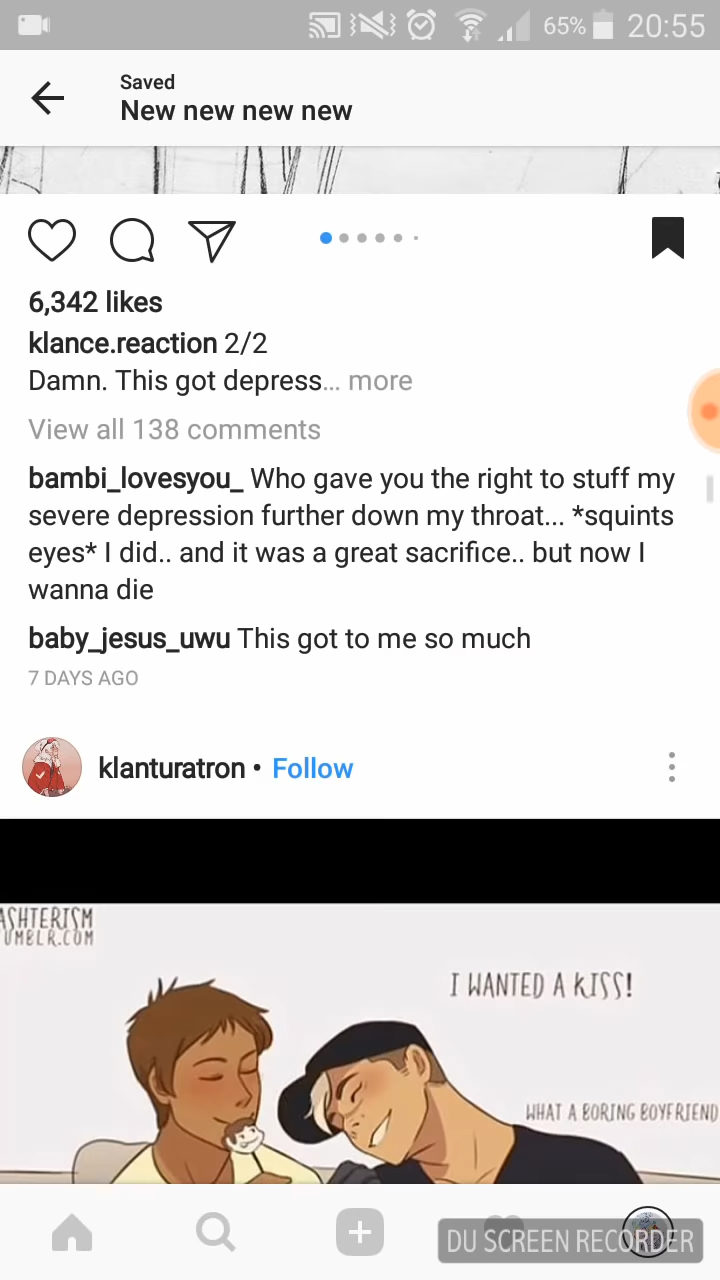 65% 20:55
Saved
New new new new
6,342 likes
klance.reaction 2/2
Damn. This got depress... more
View all 138 comments
bambi_lovesyou_ Who gave you the right to stuff my
severe depression further down my throat... *squints
eyes* I did.. and it was a great sacrifice.. but now I
wanna die
baby_jesus_uwu This got to me so much
7 DAYS AGO
klanturatron • Follow
ASHTERISM
UMBLR.COM
I WANTED A KISS!
WHAT A BORING BOYFRIEND
DU SCREEN RECORDER